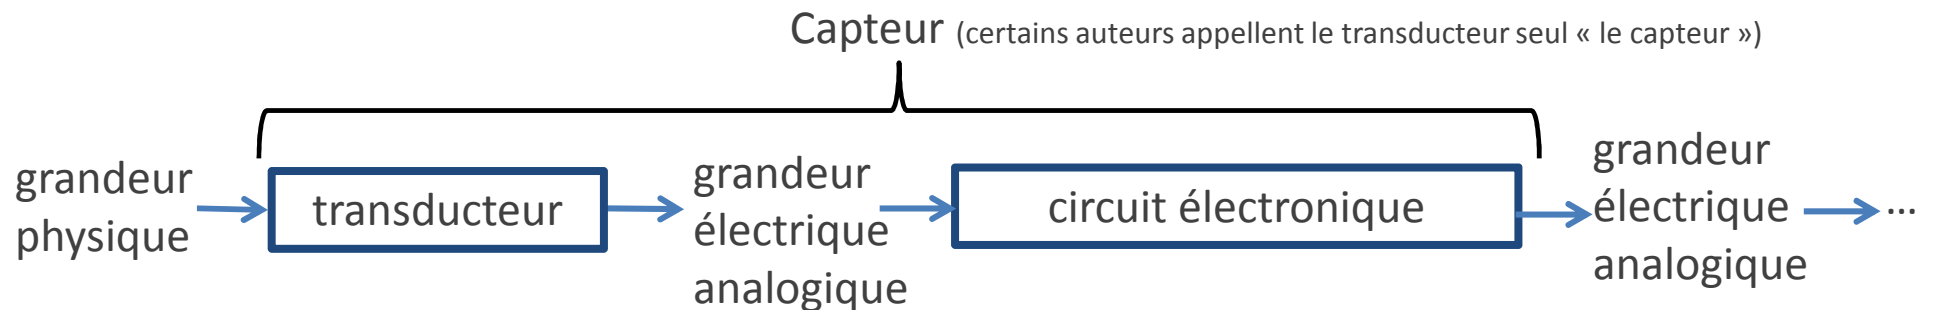 Capteur (certains auteurs appellent le transducteur seul « le capteur »)
grandeur
physique
transducteur
grandeur
électrique
analogique
circuit électronique
grandeur
électrique
analogique
...